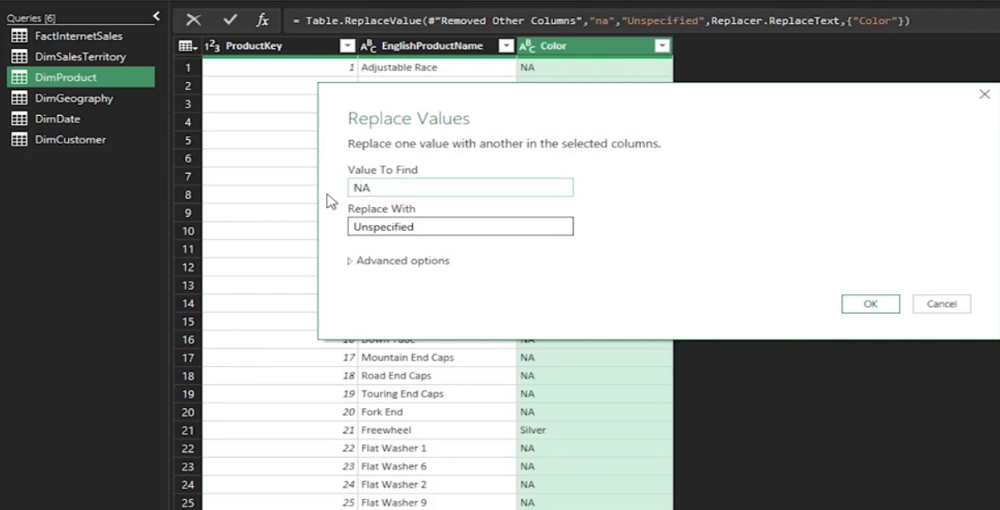 Queries [6]
FactInternetSales
DimSalesTerritory
DimProduct
DimGeography
DimDate
DimCustomer
fx = Table.ReplaceValue(#"Removed Other Columns","na","Unspecified",Replacer.ReplaceText,{"Color"})
1²3 ProductKey ABC EnglishProductName ABC Color
1 1 Adjustable Race NA
2
3
4
5
6
7
8
9
10
11
12
13
14
15
Replace Values
Replace one value with another in the selected columns.
Value To Find
NA
Replace With
Unspecified
Advanced options
OK Cancel
16 16 Down Tube NA
17 17 Mountain End Caps NA
18 18 Road End Caps NA
19 19 Touring End Caps NA
20 20 Fork End NA
21 21 Freewheel Silver
22 22 Flat Washer 1 NA
23 23 Flat Washer 6 NA
24 24 Flat Washer 2 NA
25 25 Flat Washer 9 NA